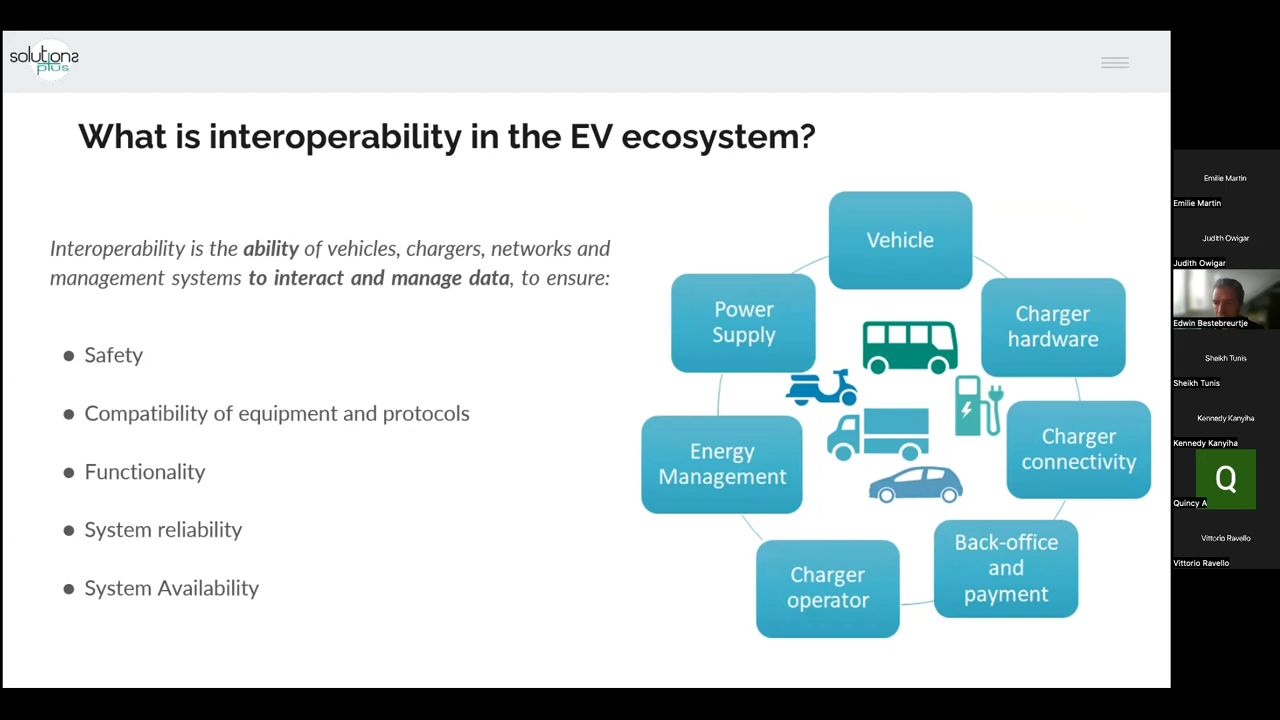 solutions
plus
What is interoperability in the EV ecosystem?
Interoperability is the ability of vehicles, chargers, networks and
management systems to interact and manage data, to ensure:
● Safety
● Compatibility of equipment and protocols
● Functionality
● System reliability
● System Availability
Vehicle
Charger
hardware
Charger
connectivity
Back-office
and
payment
Charger
operator
Energy
Management
Power
Supply
Emilie Martin
Emilie Martin
Judith Owigar
Judith Owigar
Edwin Bestebreurtje
Sheikh Tunis
Sheikh Tunis
Kennedy Kanyiha
Kennedy Kanyiha
Q
Quincy A
Vittorio Ravello
Vittorio Ravello